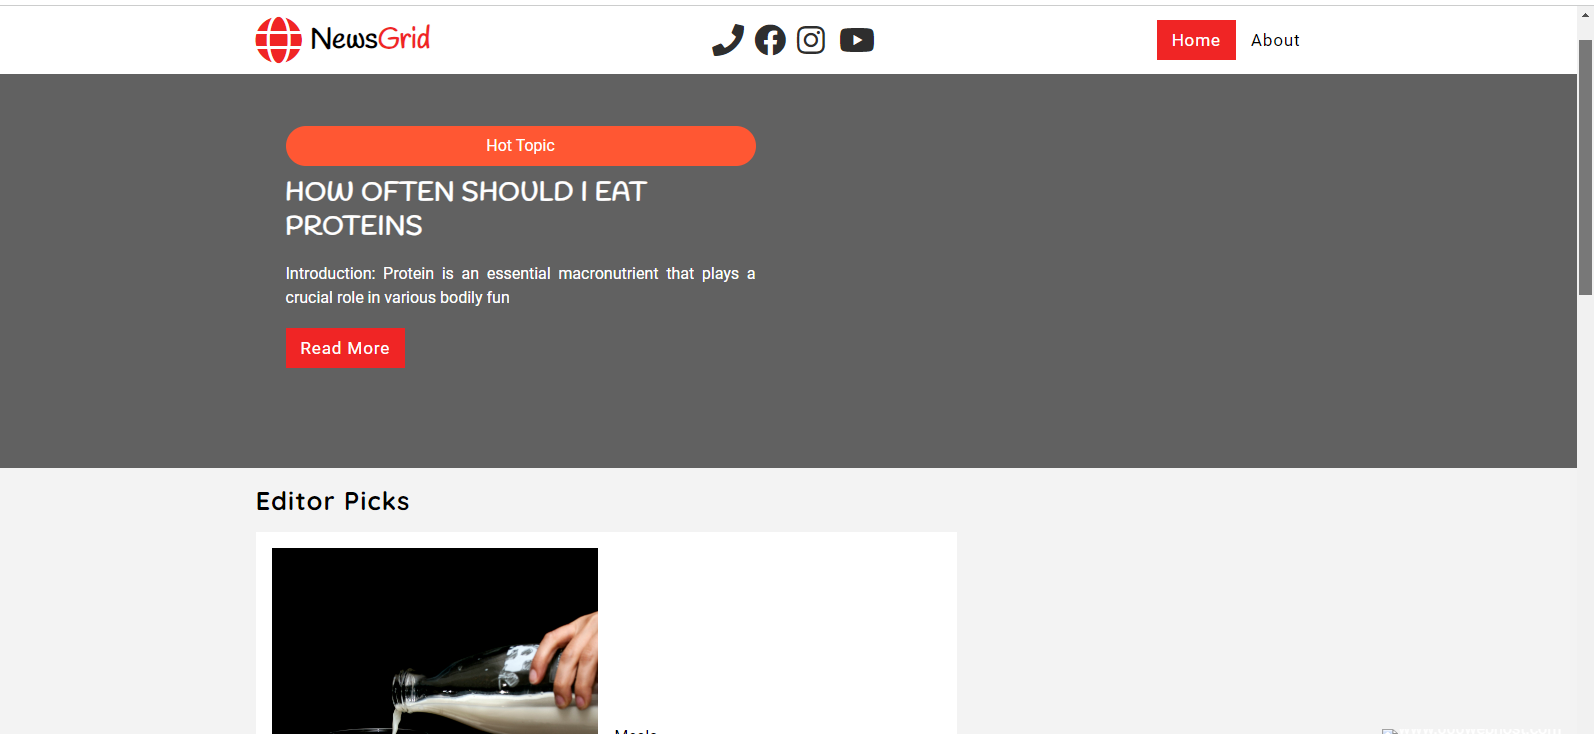 NewsGrid
Home
About
Hot Topic
HOW OFTEN SHOULD I EAT
PROTEINS
Introduction: Protein is an essential macronutrient that plays a
crucial role in various bodily fun
Read More
Editor Picks